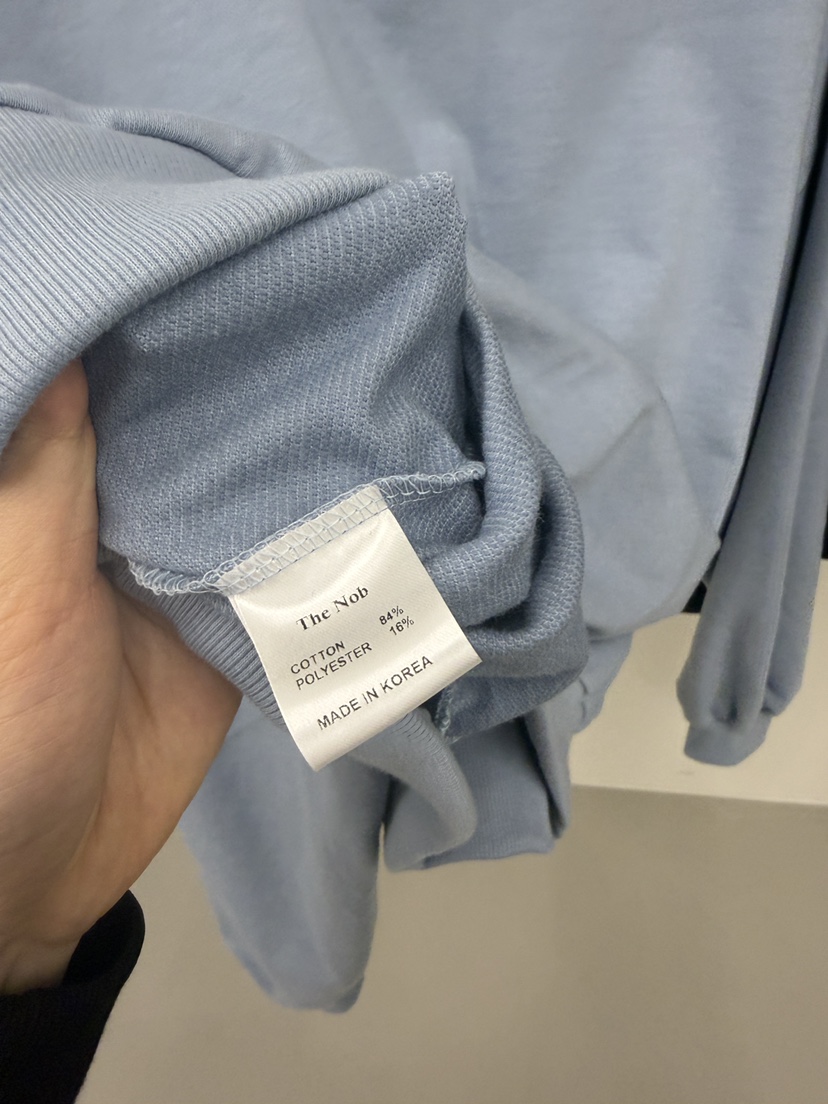 The Nob
COTTON 84%
POLYESTER 16%
MADE IN KOREA